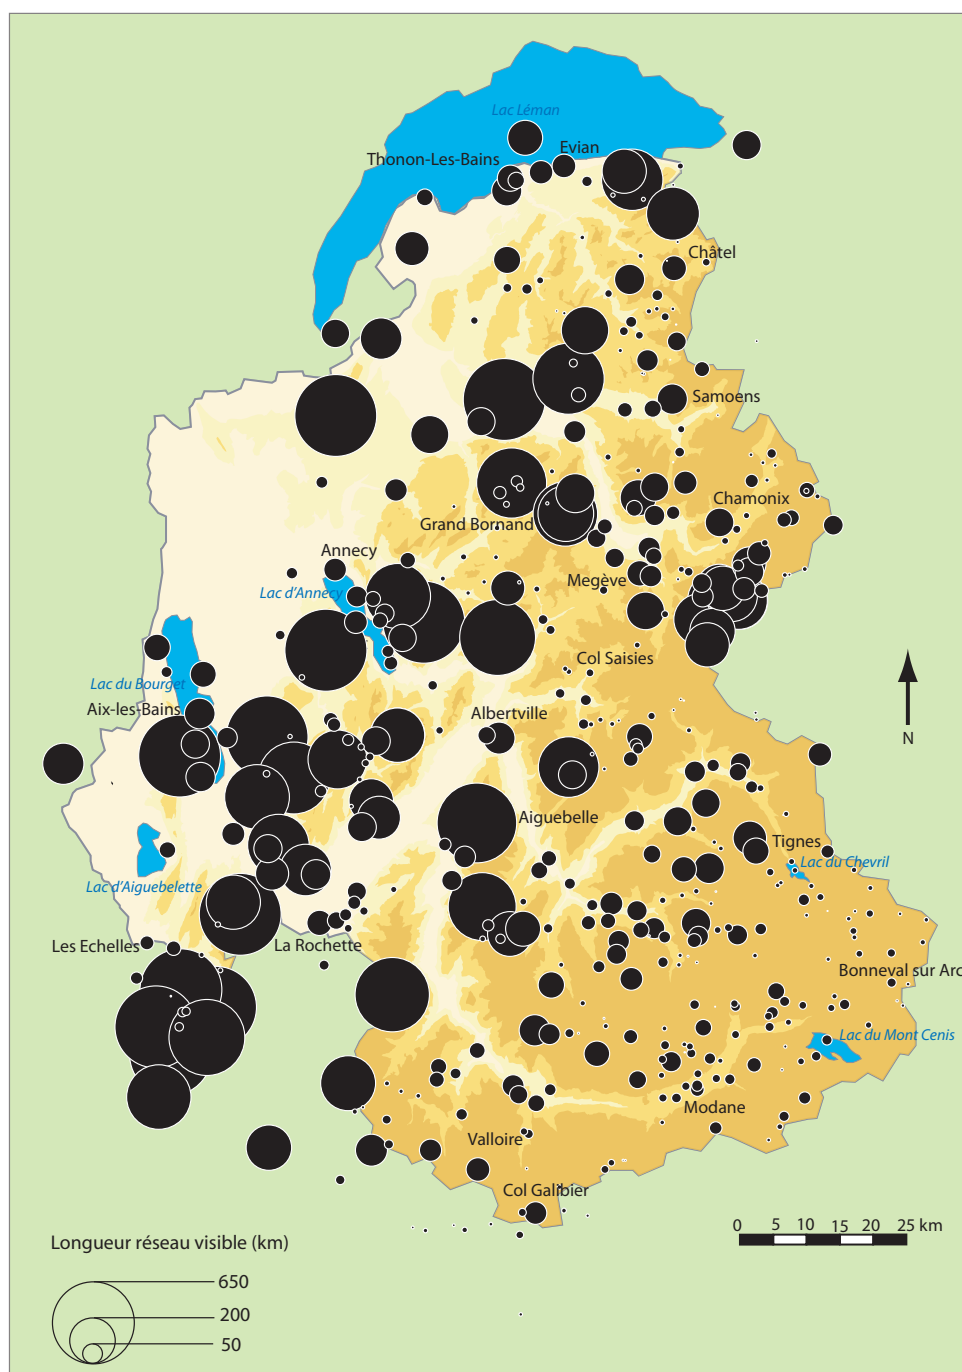 Lac Léman
Evian
Thonon-Les-Bains
Châtel
Samoens
Chamonix
Grand Bornand
Annecy
Megève
Lac d'Annecy
Col Saisies
Lac du Bourget
Aix-les-Bains
Albertville
N
Aiguebelle
Tignes
Lac du Chevril
Lac d'Aiguebelette
Les Echelles
La Rochette
Bonneval sur Arc
Lac du Mont Cenis
Modane
Valloire
Col Galibier
0 5 10 15 20 25 km
Longueur réseau visible (km)
650
200
50